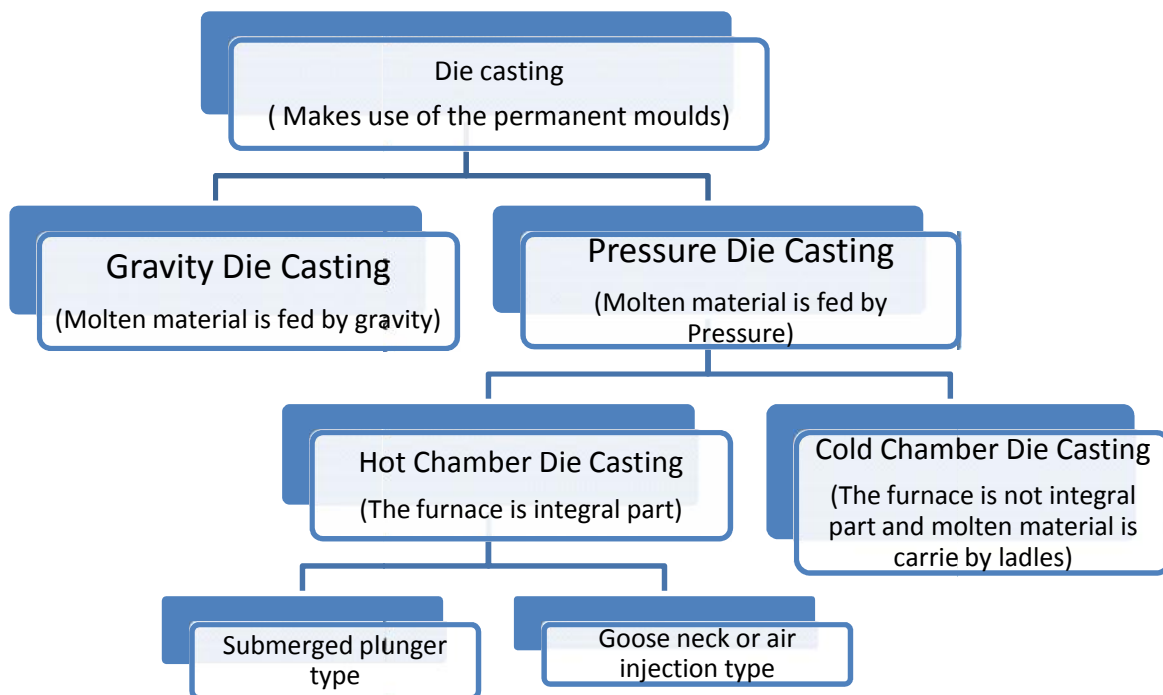 Die casting
( Makes use of the permanent moulds)
Gravity Die Casting
(Molten material is fed by gravity)
Pressure Die Casting
(Molten material is fed by
Pressure)
Hot Chamber Die Casting
(The furnace is integral part)
Cold Chamber Die Casting
(The furnace is not integral
part and molten material is
carrie by ladles)
Submerged plunger
type
Goose neck or air
injection type